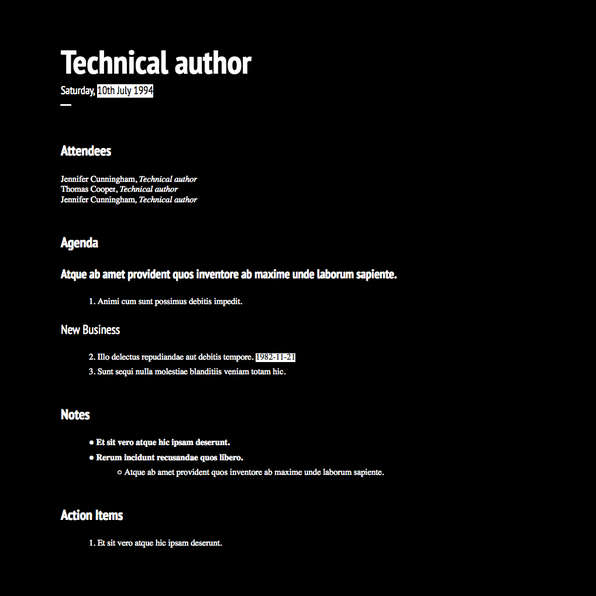 Technical author
Saturday, 10th July 1994
Attendees
Jennifer Cunningham, Technical author
Thomas Cooper, Technical author
Jennifer Cunningham, Technical author
Agenda
Atque ab amet provident quos inventore ab maxime unde laborum sapiente.
1. Animi cum sunt possimus debitis impedit.
New Business
2. Illo delectus repudiandae aut debitis tempore. 1982-11-21
3. Sunt sequi nulla molestiae blanditiis veniam totam hic.
Notes
• Et sit vero atque hic ipsam deserunt.
• Rerum incidunt recusandae quos libero.
◦ Atque ab amet provident quos inventore ab maxime unde laborum sapiente.
Action Items
1. Et sit vero atque hic ipsam deserunt.